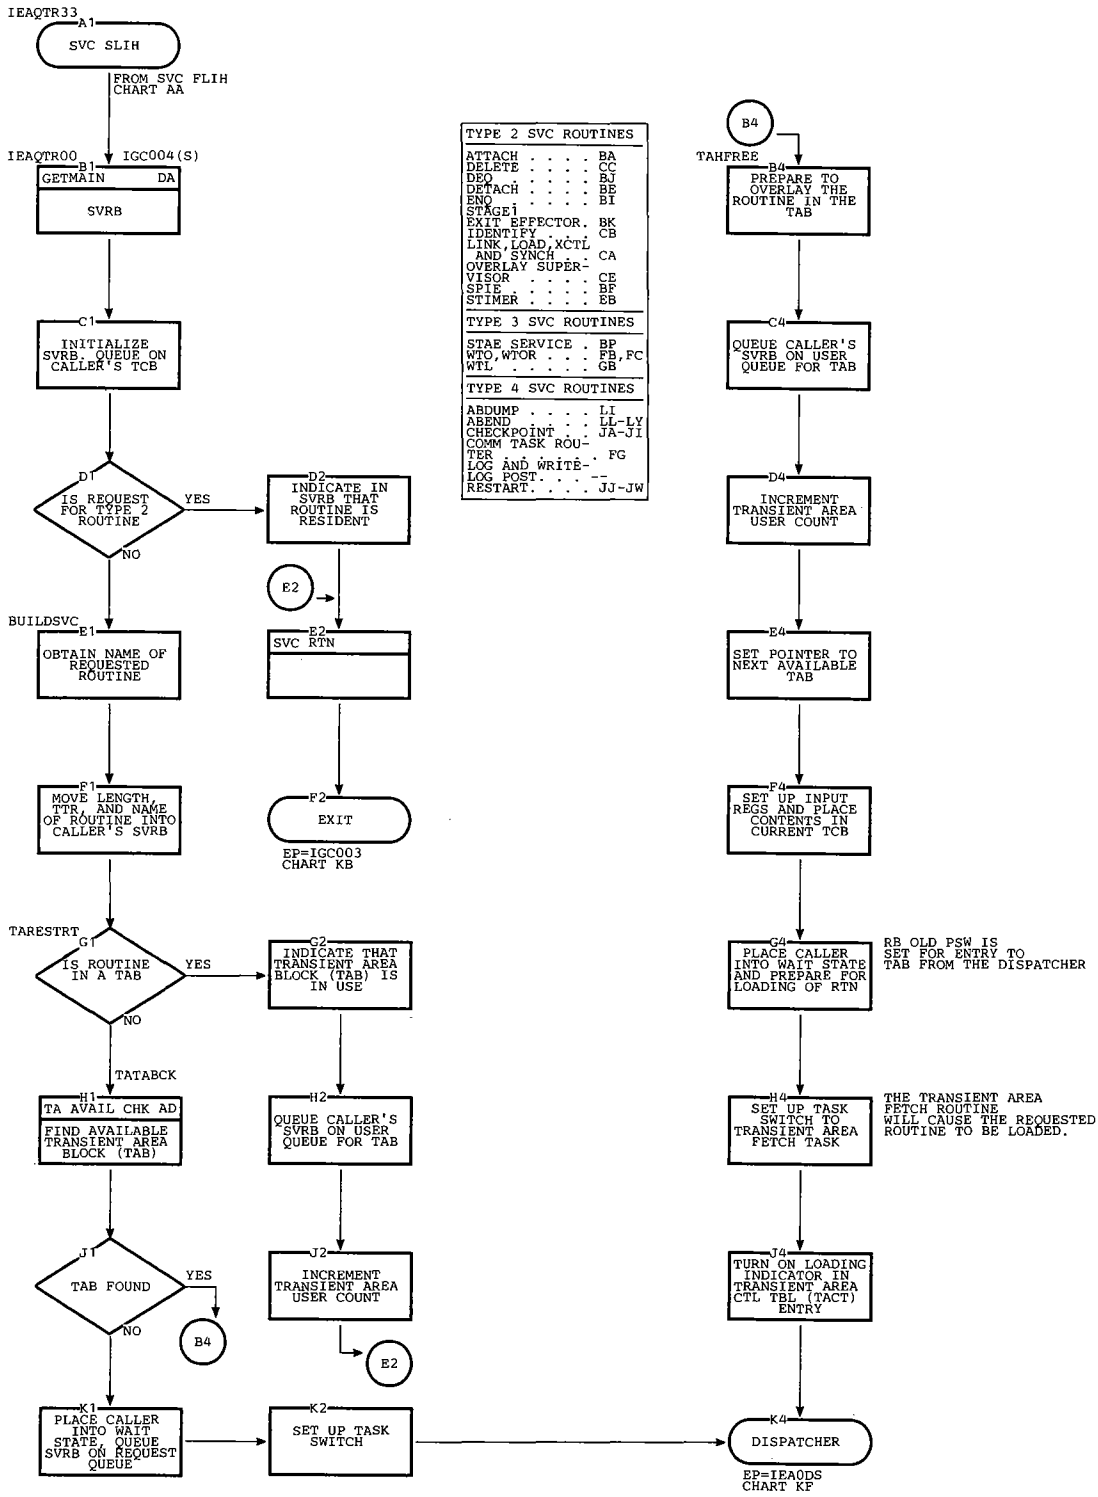 IEAQTR33
A1
SVC SLIH
FROM SVC FLIH
CHART AA
IEAQTR00 IGC004(S)
B1
GETMAIN DA
SVRB
C1
INITIALIZE
SVRB. QUEUE ON
CALLER'S TCB
D1
IS REQUEST
FOR TYPE 2
ROUTINE
YES
NO
D2
INDICATE IN
SVRB THAT
ROUTINE IS
RESIDENT
E2
BUILDSVC
E1
OBTAIN NAME OF
REQUESTED
ROUTINE
E2
SVC RTN
F1
MOVE LENGTH,
TTR, AND NAME
OF ROUTINE INTO
CALLER'S SVRB
F2
EXIT
EP=IGC003
CHART KB
TARESTRT
G1
IS ROUTINE
IN A TAB
YES
NO
G2
INDICATE THAT
TRANSIENT AREA
BLOCK (TAB) IS
IN USE
TATABCK
H1
TA AVAIL CHK AD
FIND AVAILABLE
TRANSIENT AREA
BLOCK (TAB)
H2
QUEUE CALLER'S
SVRB ON USER
QUEUE FOR TAB
J1
TAB FOUND
YES
NO
B4
J2
INCREMENT
TRANSIENT AREA
USER COUNT
E2
K1
PLACE CALLER
INTO WAIT
STATE, QUEUE
SVRB ON REQUEST
QUEUE
K2
SET UP TASK
SWITCH
TYPE 2 SVC ROUTINES
ATTACH . . . . BA
DELETE . . . . CC
DEQ . . . . . BJ
DETACH . . . . BE
ENQ . . . . . BI
STAGE1
EXIT EFFECTOR. BK
IDENTIFY . . . CB
LINK,LOAD,XCTL
AND SYNCH . . CA
OVERLAY SUPER-
VISOR . . . . CE
SPIE . . . . . BF
STIMER . . . . EB
TYPE 3 SVC ROUTINES
STAE SERVICE . BP
WTO,WTOR . . . FB,FC
WTL . . . . . GB
TYPE 4 SVC ROUTINES
ABDUMP . . . . LI
ABEND . . . . LL-LY
CHECKPOINT . . JA-JI
COMM TASK ROU-
TER . . . . . . FG
LOG AND WRITE-
LOG POST. . . --
RESTART. . . . JJ-JW
B4
TAHFREE
B4
PREPARE TO
OVERLAY THE
ROUTINE IN THE
TAB
C4
QUEUE CALLER'S
SVRB ON USER
QUEUE FOR TAB
D4
INCREMENT
TRANSIENT AREA
USER COUNT
E4
SET POINTER TO
NEXT AVAILABLE
TAB
F4
SET UP INPUT
REGS AND PLACE
CONTENTS IN
CURRENT TCB
G4
PLACE CALLER
INTO WAIT STATE
AND PREPARE FOR
LOADING OF RTN
RB OLD PSW IS
SET FOR ENTRY TO
TAB FROM THE DISPATCHER
H4
SET UP TASK
SWITCH TO
TRANSIENT AREA
FETCH TASK
THE TRANSIENT AREA
FETCH ROUTINE
WILL CAUSE THE REQUESTED
ROUTINE TO BE LOADED.
J4
TURN ON LOADING
INDICATOR IN
TRANSIENT AREA
CTL TBL (TACT)
ENTRY
K4
DISPATCHER
EP=IEA0DS
CHART KF